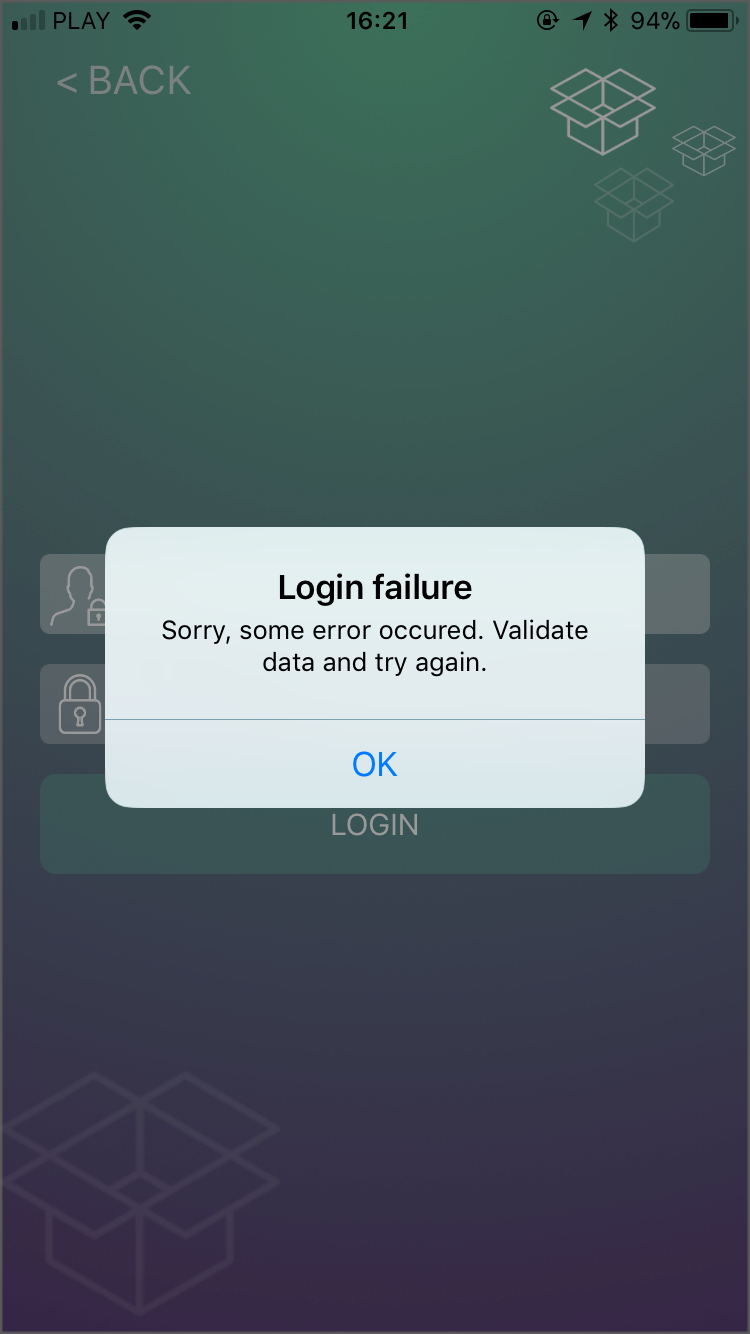 PLAY 16:21 94%
< BACK
Login failure
Sorry, some error occured. Validate
data and try again.
OK
LOGIN